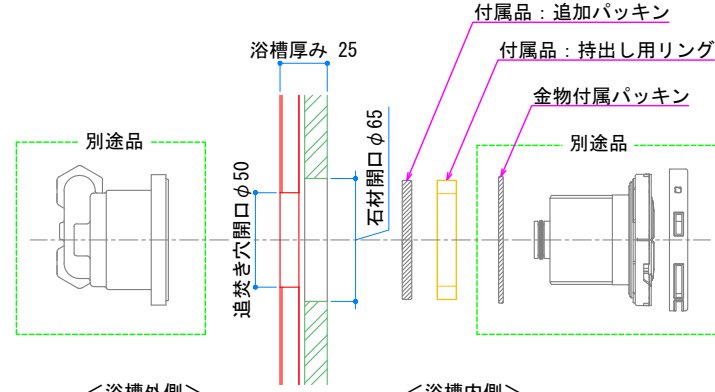 付属品：追加パッキン
浴槽厚み 25
付属品：持出し用リング
金物付属パッキン
別途品
別途品
石材開口φ65
追焚き穴開口φ50
＜浴槽外側＞
＜浴槽内側＞